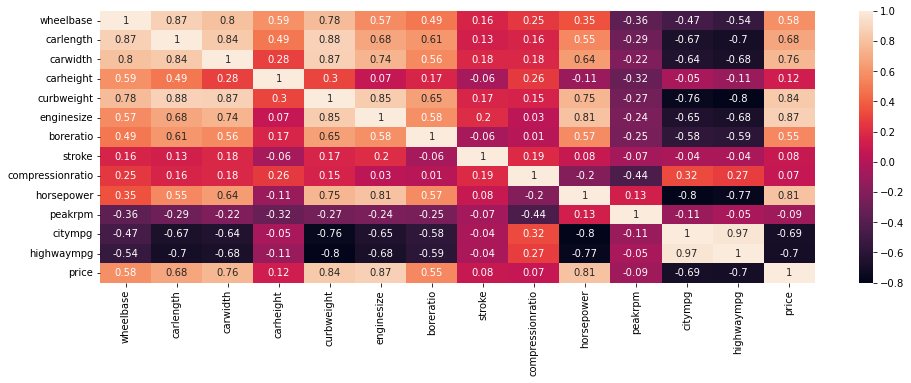 wheelbase 1 0.87 0.8 0.59 0.78 0.57 0.49 0.16 0.25 0.35 -0.36 -0.47 -0.54 0.58
carlength 0.87 1 0.84 0.49 0.88 0.68 0.61 0.13 0.16 0.55 -0.29 -0.67 -0.7 0.68
carwidth 0.8 0.84 1 0.28 0.87 0.74 0.56 0.18 0.18 0.64 -0.22 -0.64 -0.68 0.76
carheight 0.59 0.49 0.28 1 0.3 0.07 0.17 -0.06 0.26 -0.11 -0.32 -0.05 -0.11 0.12
curbweight 0.78 0.88 0.87 0.3 1 0.85 0.65 0.17 0.15 0.75 -0.27 -0.76 -0.8 0.84
enginesize 0.57 0.68 0.74 0.07 0.85 1 0.58 0.2 0.03 0.81 -0.24 -0.65 -0.68 0.87
boreratio 0.49 0.61 0.56 0.17 0.65 0.58 1 -0.06 0.01 0.57 -0.25 -0.58 -0.59 0.55
stroke 0.16 0.13 0.18 -0.06 0.17 0.2 -0.06 1 0.19 0.08 -0.07 -0.04 -0.04 0.08
compressionratio 0.25 0.16 0.18 0.26 0.15 0.03 0.01 0.19 1 -0.2 -0.44 0.32 0.27 0.07
horsepower 0.35 0.55 0.64 -0.11 0.75 0.81 0.57 0.08 -0.2 1 0.13 -0.8 -0.77 0.81
peakrpm -0.36 -0.29 -0.22 -0.32 -0.27 -0.24 -0.25 -0.07 -0.44 0.13 1 -0.11 -0.05 -0.09
citympg -0.47 -0.67 -0.64 -0.05 -0.76 -0.65 -0.58 -0.04 0.32 -0.8 -0.11 1 0.97 -0.69
highwaympg -0.54 -0.7 -0.68 -0.11 -0.8 -0.68 -0.59 -0.04 0.27 -0.77 -0.05 0.97 1 -0.7
price 0.58 0.68 0.76 0.12 0.84 0.87 0.55 0.08 0.07 0.81 -0.09 -0.69 -0.7 1
wheelbase
carlength
carwidth
carheight
curbweight
enginesize
boreratio
stroke
compressionratio
horsepower
peakrpm
citympg
highwaympg
price
1.0
0.8
0.6
0.4
0.2
0.0
-0.2
-0.4
-0.6
-0.8